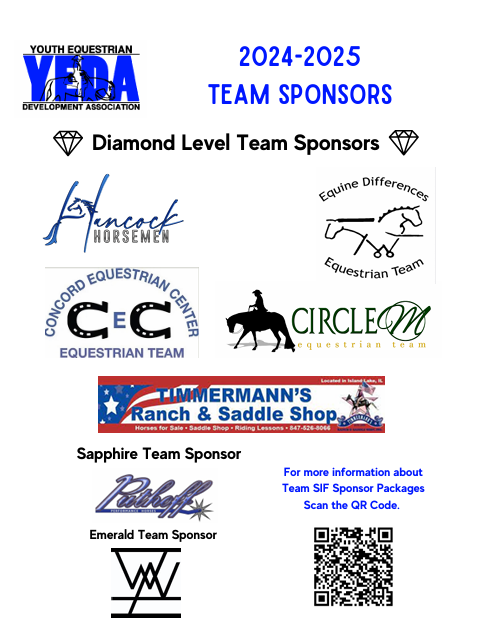 YOUTH EQUESTRIAN
YEDA
DEVELOPMENT ASSOCIATION
2024-2025
TEAM SPONSORS
Diamond Level Team Sponsors
Hancock
HORSEMEN
Equine Differences
Equestrian Team
CONCORD EQUESTRIAN CENTER
CEC
EQUESTRIAN TEAM
CIRCLE M
equestrian team
Located in Island Lake, IL
TIMMERMANN'S
Ranch & Saddle Shop
Horses for Sale • Saddle Shop • Riding Lessons • 847-526-8066
Sapphire Team Sponsor
PERFORMANCE HORSES
For more information about
Team SIF Sponsor Packages
Scan the QR Code.
Emerald Team Sponsor